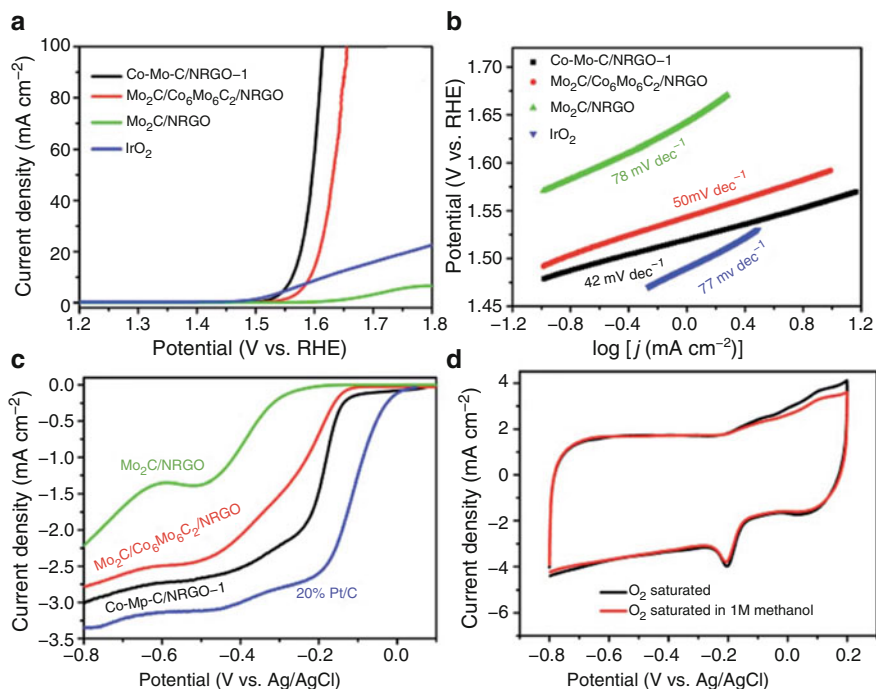 a
Current density (mA cm⁻²)
100
80
60
40
20
0
Co-Mo-C/NRGO−1
Mo₂C/Co₆Mo₆C₂/NRGO
Mo₂C/NRGO
IrO₂
1.2 1.3 1.4 1.5 1.6 1.7 1.8
Potential (V vs. RHE)
b
Potential (V vs. RHE)
1.70
1.65
1.60
1.55
1.50
1.45
Co-Mo-C/NRGO-1
Mo₂C/Co₆Mo₆C₂/NRGO
Mo₂C/NRGO
IrO₂
78 mV dec⁻¹
50mV dec⁻¹
42 mV dec⁻¹
77 mv dec⁻¹
−1.2 −0.8 −0.4 0.0 0.4 0.8 1.2
log [j (mA cm⁻²)]
c
Current density (mA cm⁻²)
0.0
−0.5
−1.0
−1.5
−2.0
−2.5
−3.0
−3.5
Mo₂C/NRGO
Mo₂C/Co₆Mo₆C₂/NRGO
Co-Mp-C/NRGO−1
20% Pt/C
−0.8 −0.6 −0.4 −0.2 0.0
Potential (V vs. Ag/AgCl)
d
Current density (mA cm⁻²)
4
2
0
−2
−4
−6
O₂ saturated
O₂ saturated in 1M methanol
−0.8 −0.6 −0.4 −0.2 0.0 0.2
Potential (V vs. Ag/AgCl)